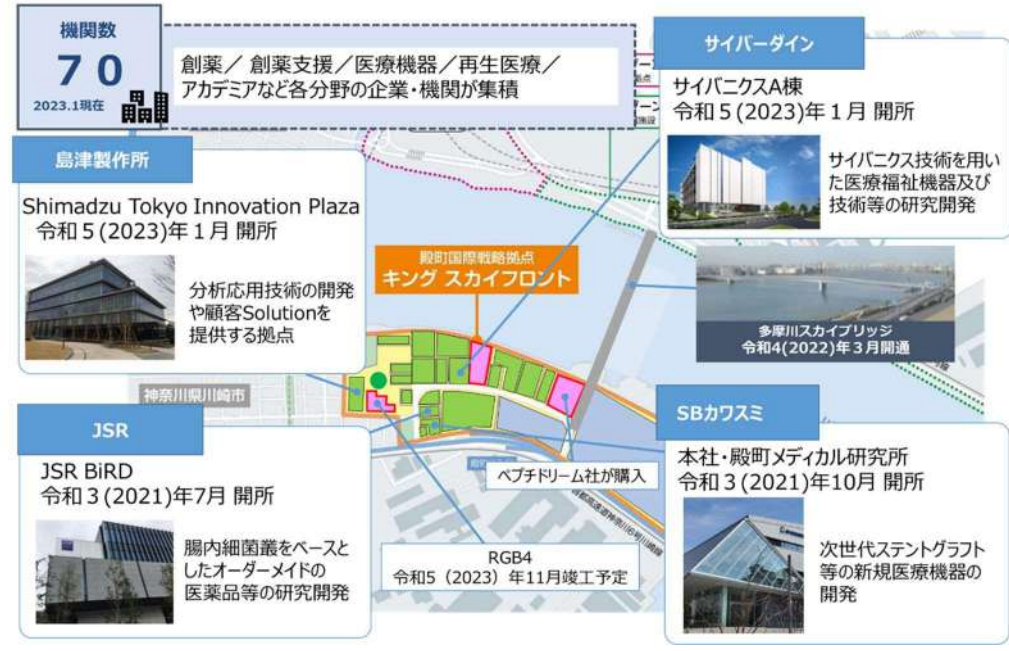 機関数
70
2023.1現在
創薬／ 創薬支援／医療機器／再生医療／
アカデミアなど各分野の企業・機関が集積
サイバーダイン
サイバニクスA棟
令和５(2023)年１月 開所
サイバニクス技術を用い
た医療福祉機器及び
技術等の研究開発
島津製作所
Shimadzu Tokyo Innovation Plaza
令和５(2023)年１月 開所
分析応用技術の開発
や顧客Solutionを
提供する拠点
殿町国際戦略拠点
キング スカイフロント
多摩川スカイブリッジ
令和4(2022)年３月開通
神奈川県川崎市
JSR
JSR BiRD
令和３(2021)年7月 開所
腸内細菌叢をベースと
したオーダーメイドの
医薬品等の研究開発
ペプチドリーム社が購入
RGB4
令和5（2023）年11月竣工予定
SBカワスミ
本社・殿町メディカル研究所
令和３(2021)年10月 開所
次世代ステントグラフト
等の新規医療機器の
開発